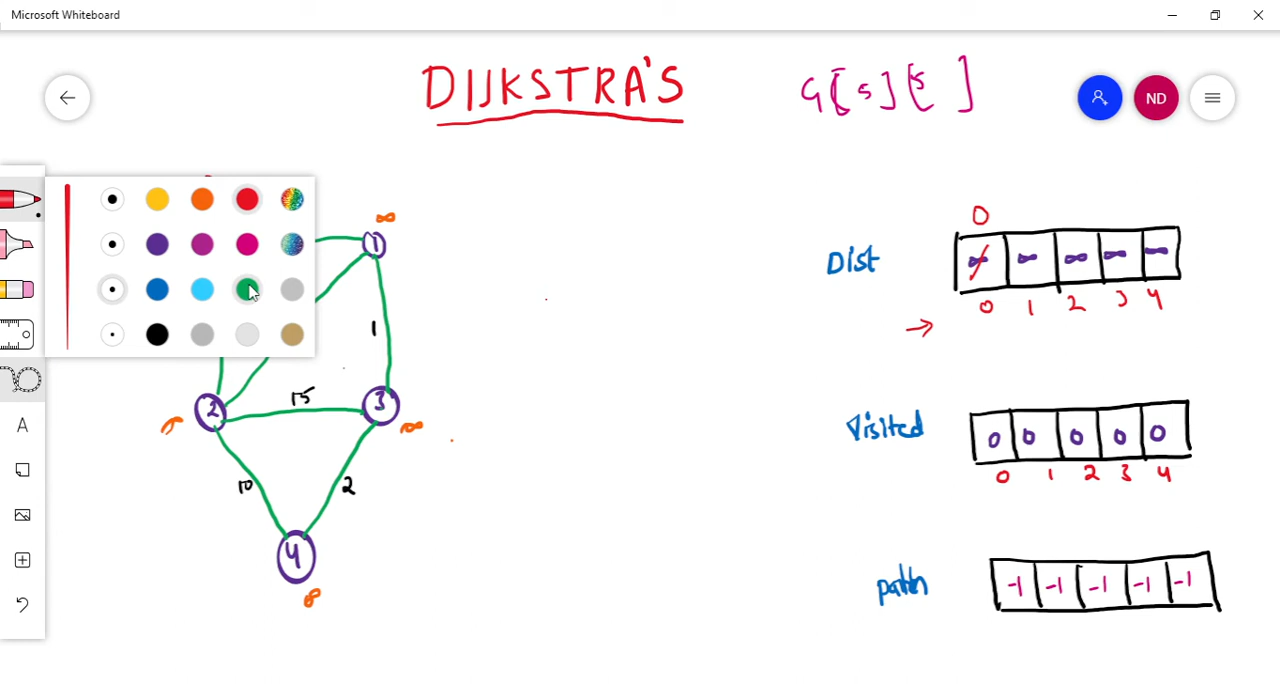 Microsoft Whiteboard
DIJKSTRA'S
G[5][5]
ND
∞
1
0
Dist
∞ ∞ ∞ ∞ ∞
0 1 2 3 4
→
1
2
15
3
∞
Visited
0 0 0 0 0
0 1 2 3 4
10
2
4
∞
path
-1 -1 -1 -1 -1
A